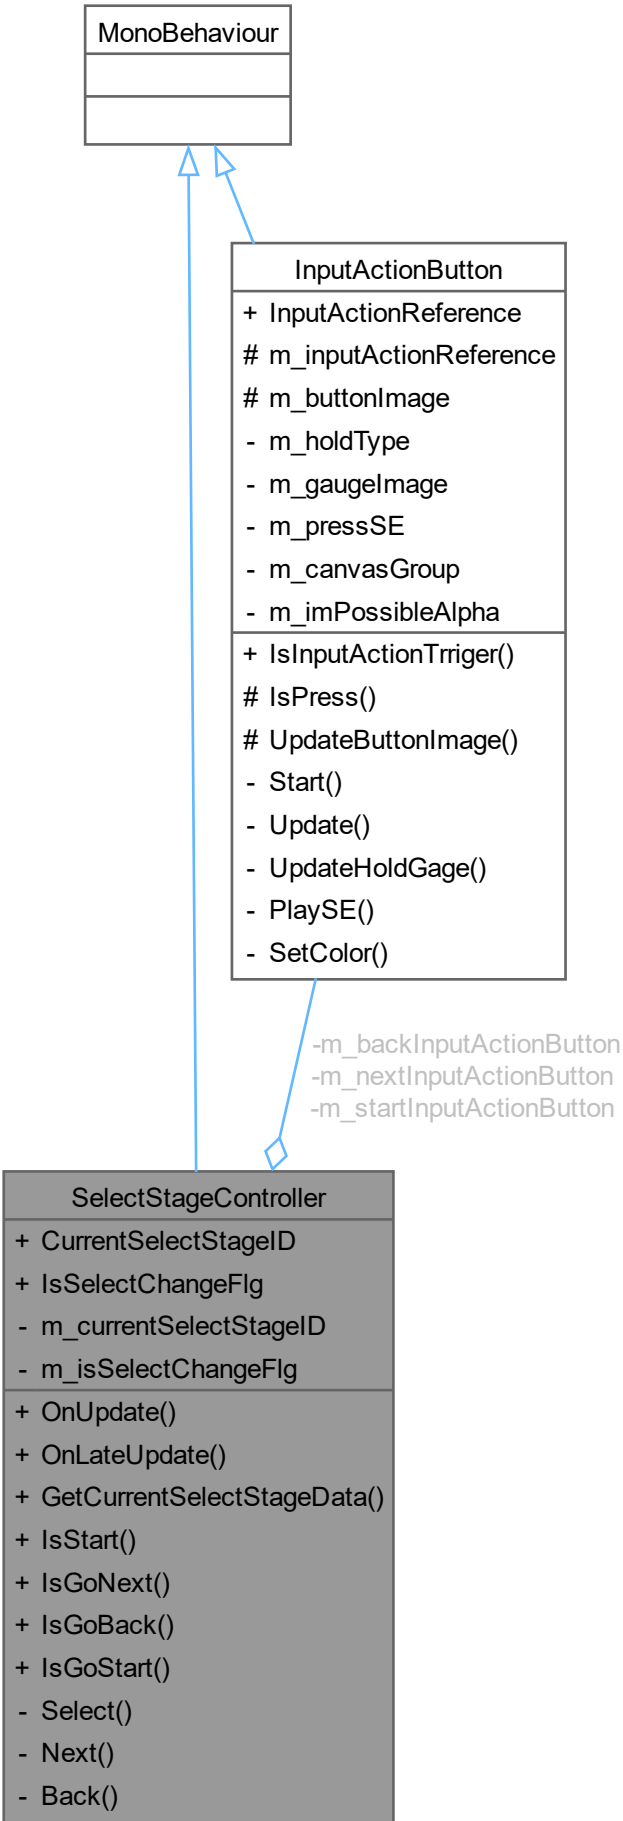 MonoBehaviour
InputActionButton
+ InputActionReference
# m_inputActionReference
# m_buttonImage
- m_holdType
- m_gaugeImage
- m_pressSE
- m_canvasGroup
- m_imPossibleAlpha
+ IsInputActionTrriger()
# IsPress()
# UpdateButtonImage()
- Start()
- Update()
- UpdateHoldGage()
- PlaySE()
- SetColor()
-m_backInputActionButton
-m_nextInputActionButton
-m_startInputActionButton
SelectStageController
+ CurrentSelectStageID
+ IsSelectChangeFlg
- m_currentSelectStageID
- m_isSelectChangeFlg
+ OnUpdate()
+ OnLateUpdate()
+ GetCurrentSelectStageData()
+ IsStart()
+ IsGoNext()
+ IsGoBack()
+ IsGoStart()
- Select()
- Next()
- Back()